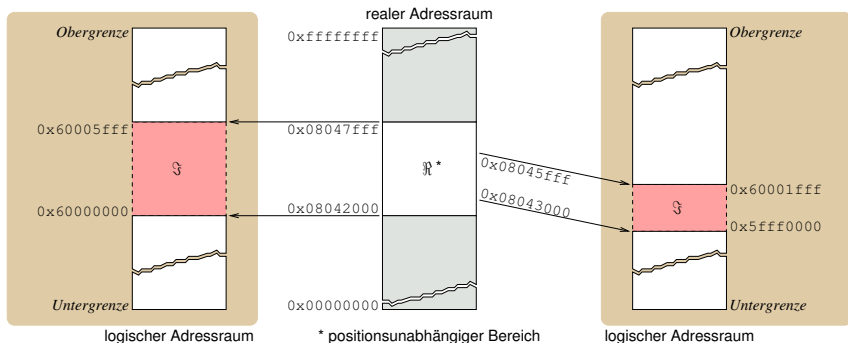 realer Adressraum
Obergrenze
0xffffffff
Obergrenze
0x60005fff
0x08047fff
ℑ
ℜ*
0x08045fff
0x60001fff
0x60000000
0x08042000
0x08043000
ℑ
0x5fff0000
Untergrenze
0x00000000
Untergrenze
logischer Adressraum
* positionsunabhängiger Bereich
logischer Adressraum